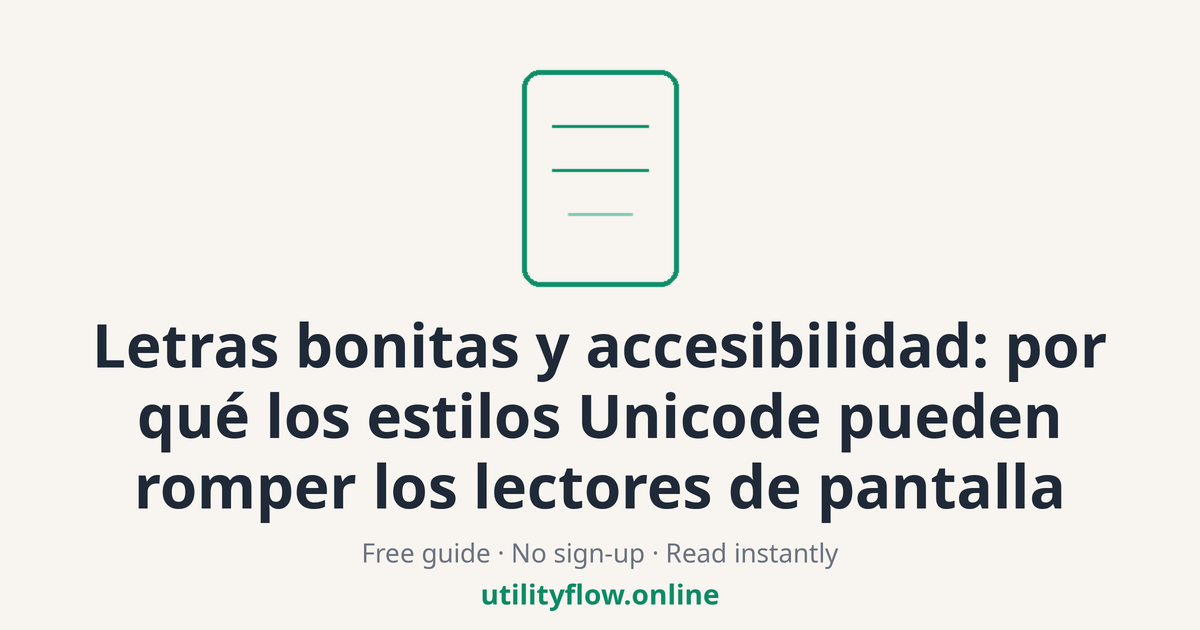 Letras bonitas y accesibilidad: por
qué los estilos Unicode pueden
romper los lectores de pantalla
Free guide · No sign-up · Read instantly
utilityflow.online